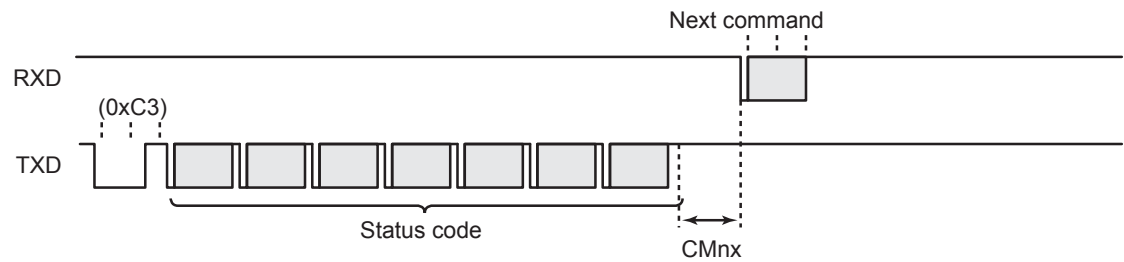 Next command
RXD
(0xC3)
TXD
Status code
CMnx